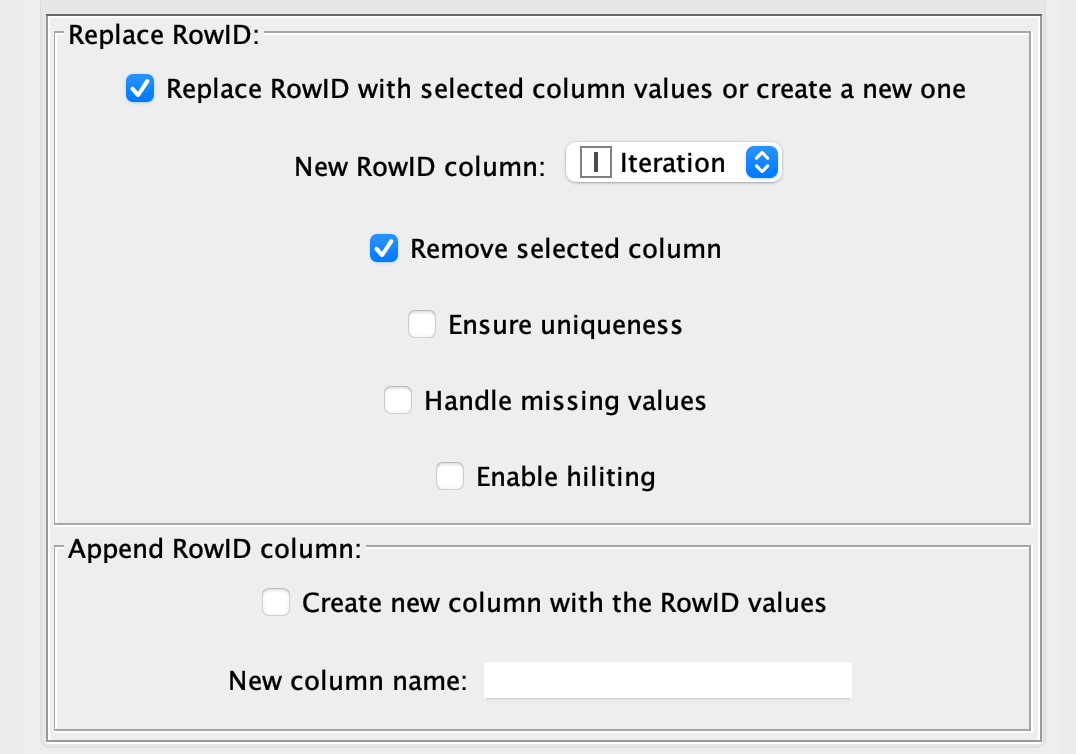 Replace RowID:
Replace RowID with selected column values or create a new one
New RowID column:
I Iteration
Remove selected column
Ensure uniqueness
Handle missing values
Enable hiliting
Append RowID column:
Create new column with the RowID values
New column name: